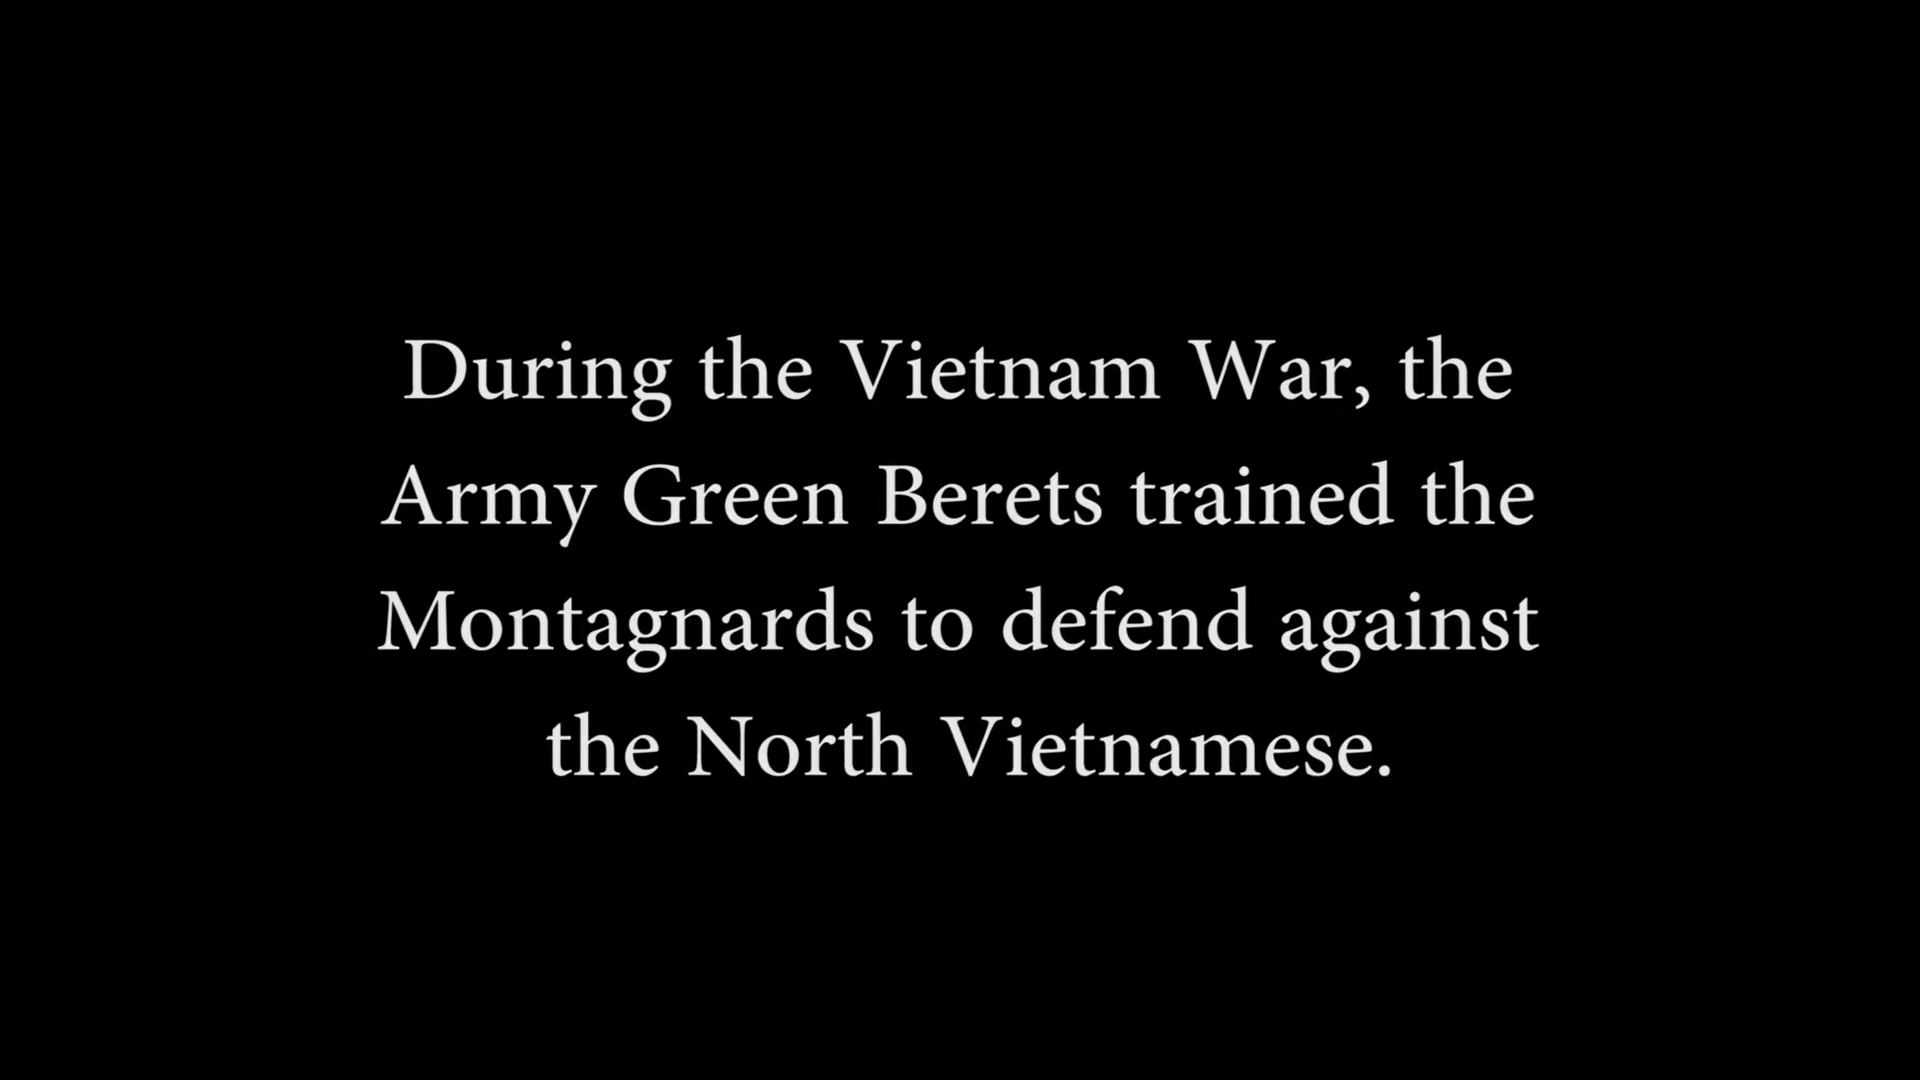 During the Vietnam War, the
Army Green Berets trained the
Montagnards to defend against
the North Vietnamese.